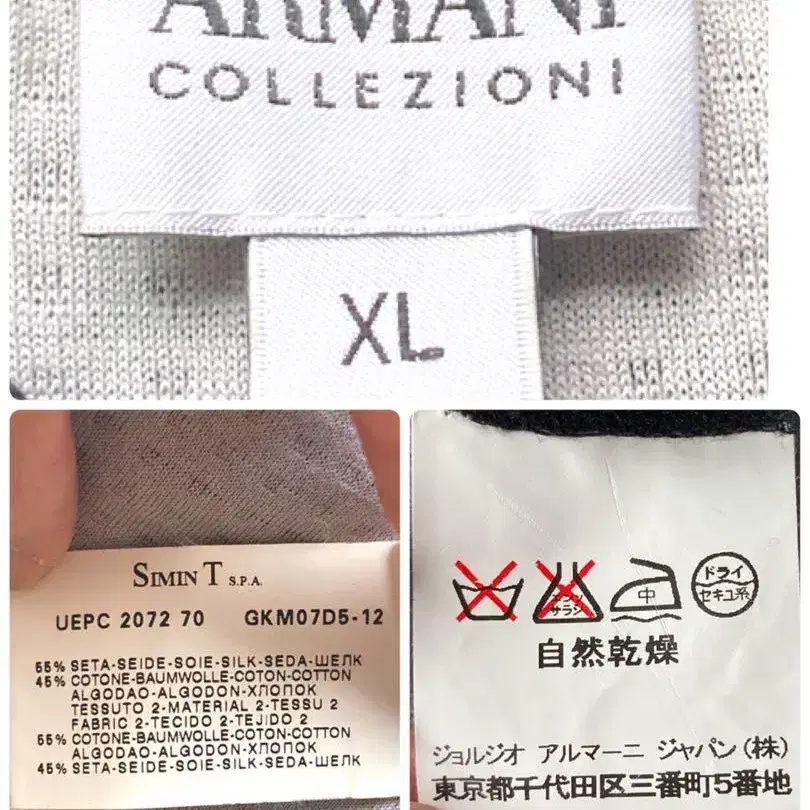 ARMANI
COLLEZIONI
XL
SIMIN T S.P.A.
UEPC 2072 70 GKM07D5-12
55% SETA-SEIDE-SOIE-SILK-SEDA-ШЕЛК
45% COTONE-BAUMWOLLE-COTON-COTTON
ALGODAO-ALGODON-ХЛОПОК
TESSUTO 2-MATERIAL 2-TESSU 2
FABRIC 2-TECIDO 2-TEJIDO 2
55% COTONE-BAUMWOLLE-COTON-COTTON
ALGODAO-ALGODON-ХЛОПОК
45% SETA-SEIDE-SOIE-SILK-SEDA-ШЕЛК
エンソ
サラシ
中
ドライ
セキユ系
自然乾燥
ジョルジオ アルマーニ ジャパン(株)
東京都千代田区三番町5番地